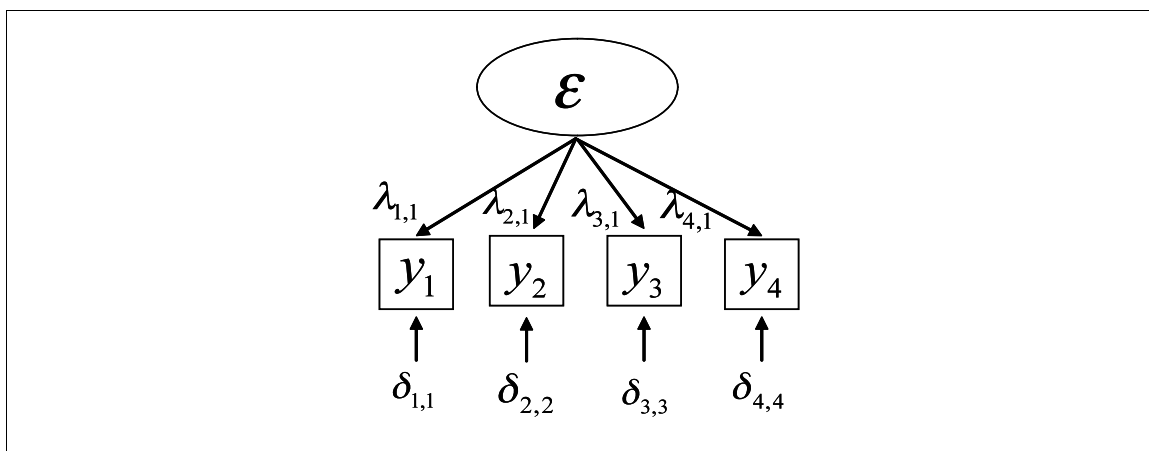 ε
λ1,1 λ2,1 λ3,1 λ4,1
y1 y2 y3 y4
δ1,1 δ2,2 δ3,3 δ4,4